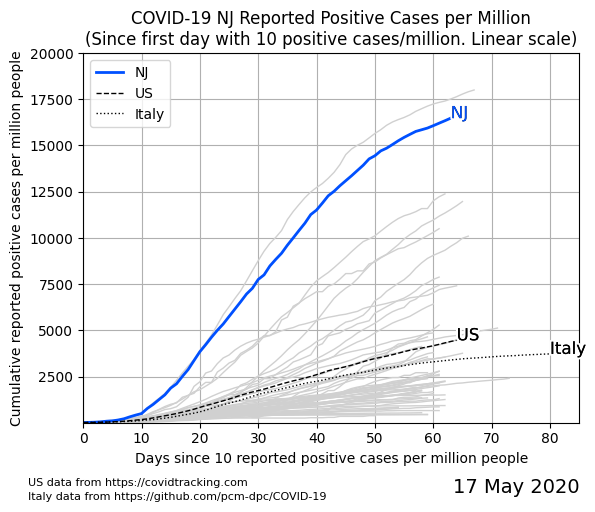 COVID-19 NJ Reported Positive Cases per Million
(Since first day with 10 positive cases/million. Linear scale)
Cumulative reported positive cases per million people
20000
17500
15000
12500
10000
7500
5000
2500
NJ
US
Italy
NJ
US
Italy
0 10 20 30 40 50 60 70 80
Days since 10 reported positive cases per million people
US data from https://covidtracking.com
Italy data from https://github.com/pcm-dpc/COVID-19
17 May 2020